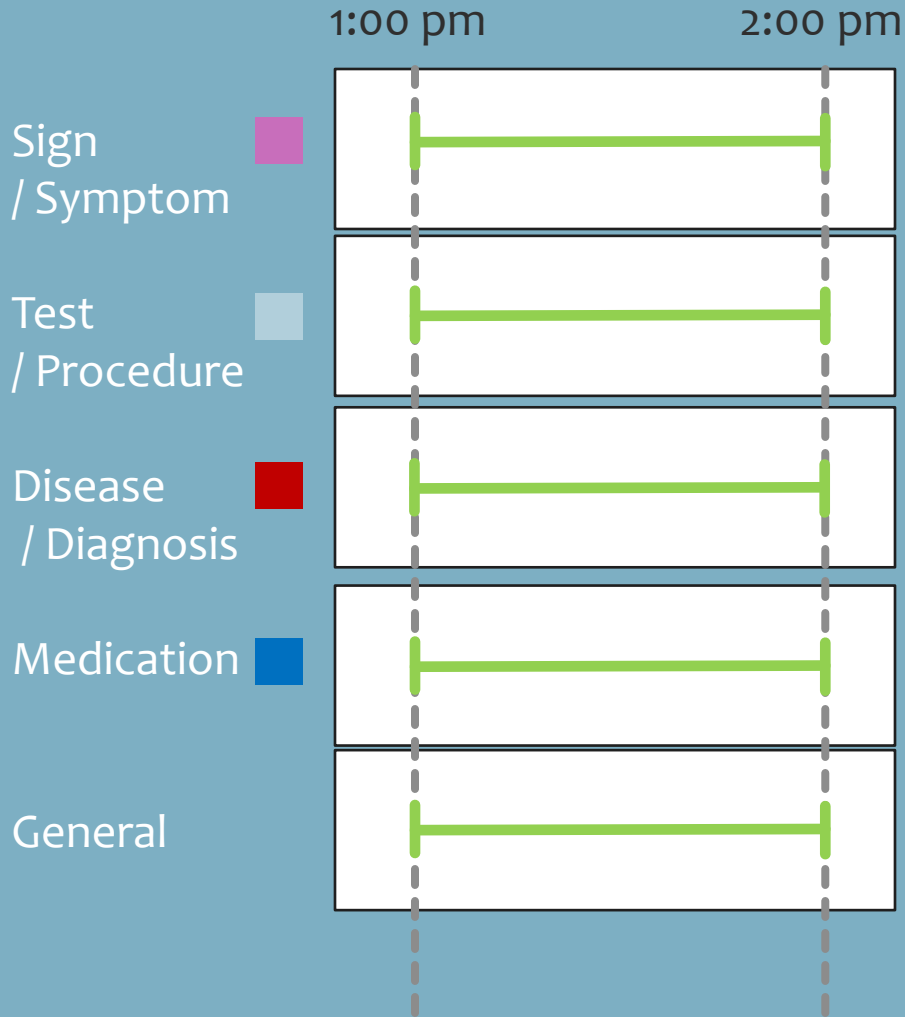 1:00 pm 2:00 pm
Sign
/ Symptom
Test
/ Procedure
Disease
/ Diagnosis
Medication
General